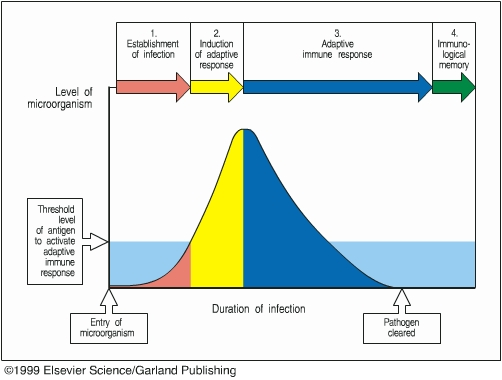 1.
Establishment
of infection
2.
Induction
of adaptive
response
3.
Adaptive
immune response
4.
Immuno-
logical
memory
Level of
microorganism
Threshold
level
of antigen
to activate
adaptive
immune
response
Duration of infection
Entry of
microorganism
Pathogen
cleared
©1999 Elsevier Science/Garland Publishing